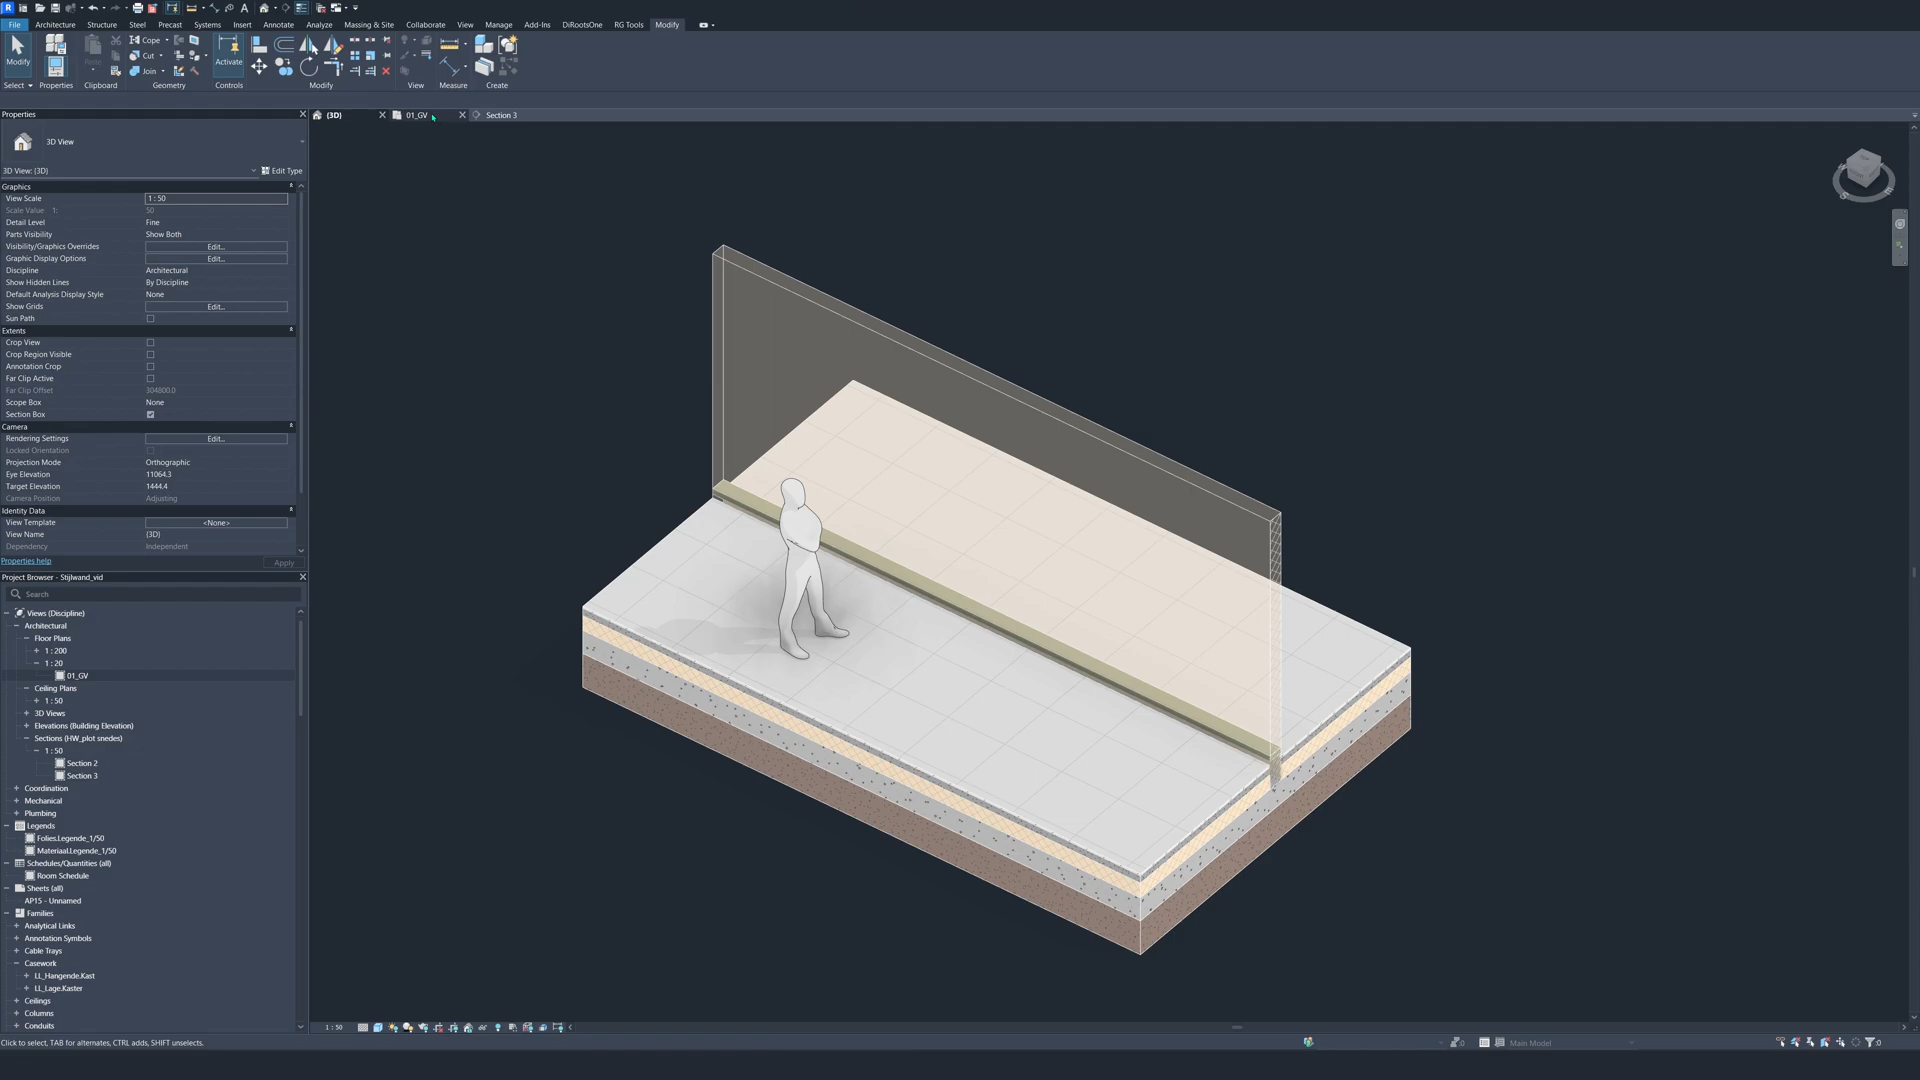 File Architecture Structure Steel Precast Systems Insert Annotate Analyze Massing & Site Collaborate View Manage Add-Ins DiRootsOne RG Tools Modify
Modify
Paste
Cope
Cut
Join
Activate
Select Properties Clipboard Geometry Controls Modify View Measure Create
Properties
(3D)
01_GV
Section 3
3D View
3D View: {3D}
Edit Type
Graphics
View Scale 1 : 50
Scale Value 1: 50
Detail Level Fine
Parts Visibility Show Both
Visibility/Graphics Overrides Edit...
Graphic Display Options Edit...
Discipline Architectural
Show Hidden Lines By Discipline
Default Analysis Display Style None
Show Grids Edit...
Sun Path
Extents
Crop View
Crop Region Visible
Annotation Crop
Far Clip Active
Far Clip Offset 304800.0
Scope Box None
Section Box
Camera
Rendering Settings Edit...
Locked Orientation
Projection Mode Orthographic
Eye Elevation 11064.3
Target Elevation 1444.4
Camera Position Adjusting
Identity Data
View Template <None>
View Name {3D}
Dependency Independent
Properties help
Apply
Project Browser - Stijlwand_vid
Search
Views (Discipline)
Architectural
Floor Plans
1 : 200
1 : 20
01_GV
Ceiling Plans
1 : 50
3D Views
Elevations (Building Elevation)
Sections (HW_plot snedes)
1 : 50
Section 2
Section 3
Coordination
Mechanical
Plumbing
Legends
Folies.Legende_1/50
Materiaal.Legende_1/50
Schedules/Quantities (all)
Room Schedule
Sheets (all)
AP15 - Unnamed
Families
Analytical Links
Annotation Symbols
Cable Trays
Casework
LL_Hangende.Kast
LL_Lage.Kaster
Ceilings
Columns
Conduits
1 : 50
Click to select, TAB for alternates, CTRL adds, SHIFT unselects.
:0
Main Model
:0